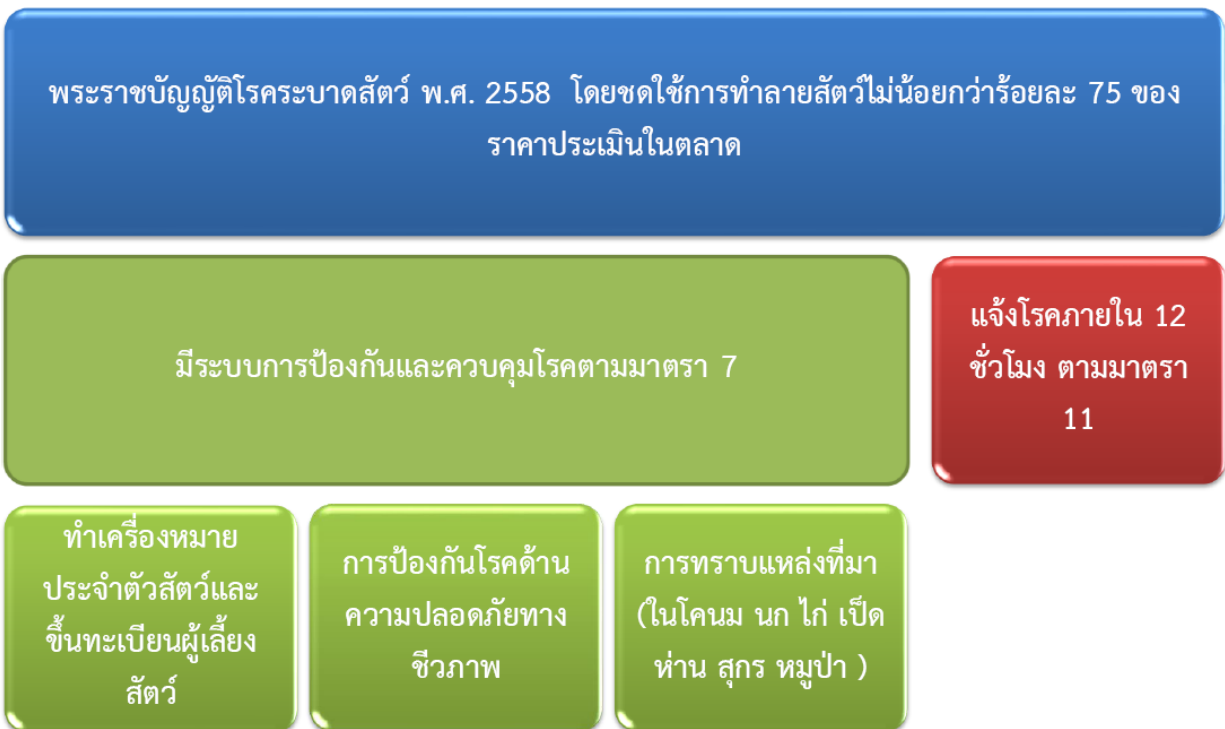 พระราชบัญญัติโรคระบาดสัตว์ พ.ศ. 2558  โดยชดใช้การทำลายสัตว์ไม่น้อยกว่าร้อยละ 75 ของ
ราคาประเมินในตลาด
มีระบบการป้องกันและควบคุมโรคตามมาตรา 7
แจ้งโรคภายใน 12
ชั่วโมง ตามมาตรา
11
ทำเครื่องหมาย
ประจำตัวสัตว์และ
ขึ้นทะเบียนผู้เลี้ยง
สัตว์
การป้องกันโรคด้าน
ความปลอดภัยทาง
ชีวภาพ
การทราบแหล่งที่มา
(ในโคนม นก ไก่ เป็ด
ห่าน สุกร หมูป่า )